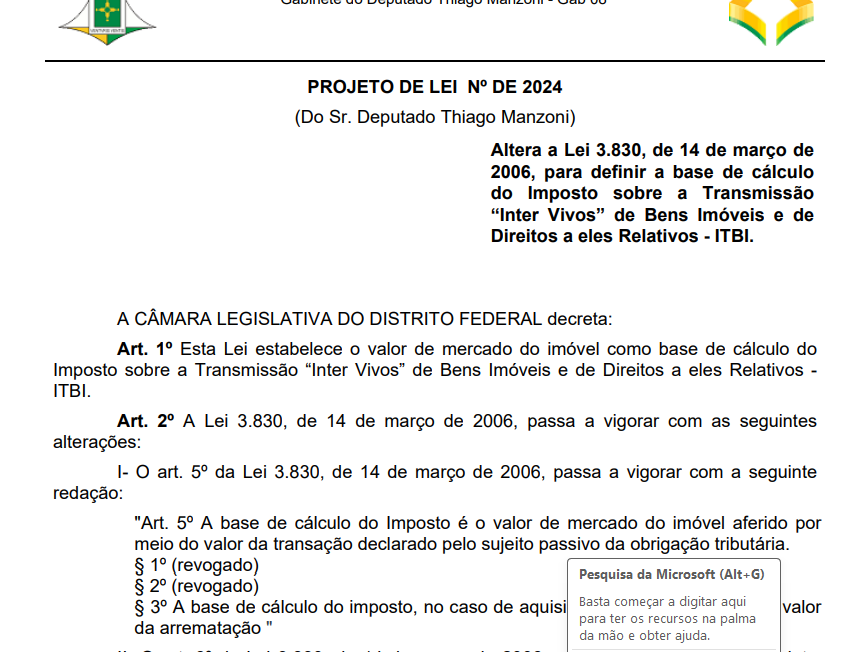 Gabinete do Deputado Thiago Manzoni - Gab 08
VENTURIS VENTIS
PROJETO DE LEI Nº DE 2024
(Do Sr. Deputado Thiago Manzoni)
Altera a Lei 3.830, de 14 de março de
2006, para definir a base de cálculo
do Imposto sobre a Transmissão
“Inter Vivos” de Bens Imóveis e de
Direitos a eles Relativos - ITBI.
A CÂMARA LEGISLATIVA DO DISTRITO FEDERAL decreta:
Art. 1º Esta Lei estabelece o valor de mercado do imóvel como base de cálculo do
Imposto sobre a Transmissão “Inter Vivos” de Bens Imóveis e de Direitos a eles Relativos -
ITBI.
Art. 2º A Lei 3.830, de 14 de março de 2006, passa a vigorar com as seguintes
alterações:
I- O art. 5º da Lei 3.830, de 14 de março de 2006, passa a vigorar com a seguinte
redação:
"Art. 5º A base de cálculo do Imposto é o valor de mercado do imóvel aferido por
meio do valor da transação declarado pelo sujeito passivo da obrigação tributária.
§ 1º (revogado)
§ 2º (revogado)
§ 3º A base de cálculo do imposto, no caso de aquisi valor
da arrematação "
Pesquisa da Microsoft (Alt+G)
Basta começar a digitar aqui
para ter os recursos na palma
da mão e obter ajuda.